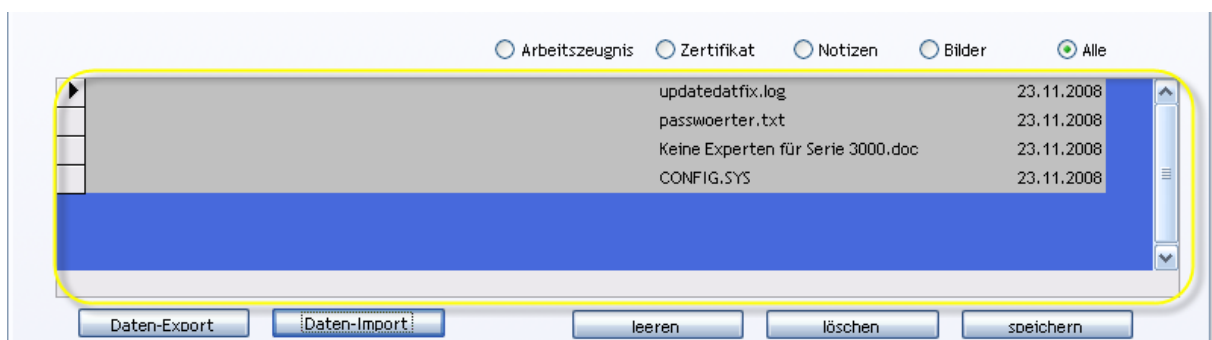 Arbeitszeugnis Zertifikat Notizen Bilder Alle
updatedatfix.log 23.11.2008
passwoerter.txt 23.11.2008
Keine Experten für Serie 3000.doc 23.11.2008
CONFIG.SYS 23.11.2008
Daten-Export Daten-Import leeren löschen speichern